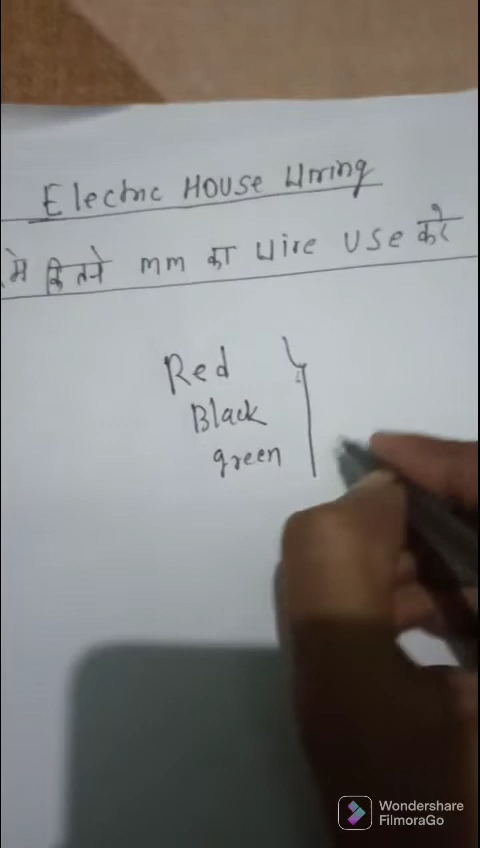 Electric House Wiring
में कितने mm का wire use करे
Red
Black
green
Wondershare
FilmoraGo